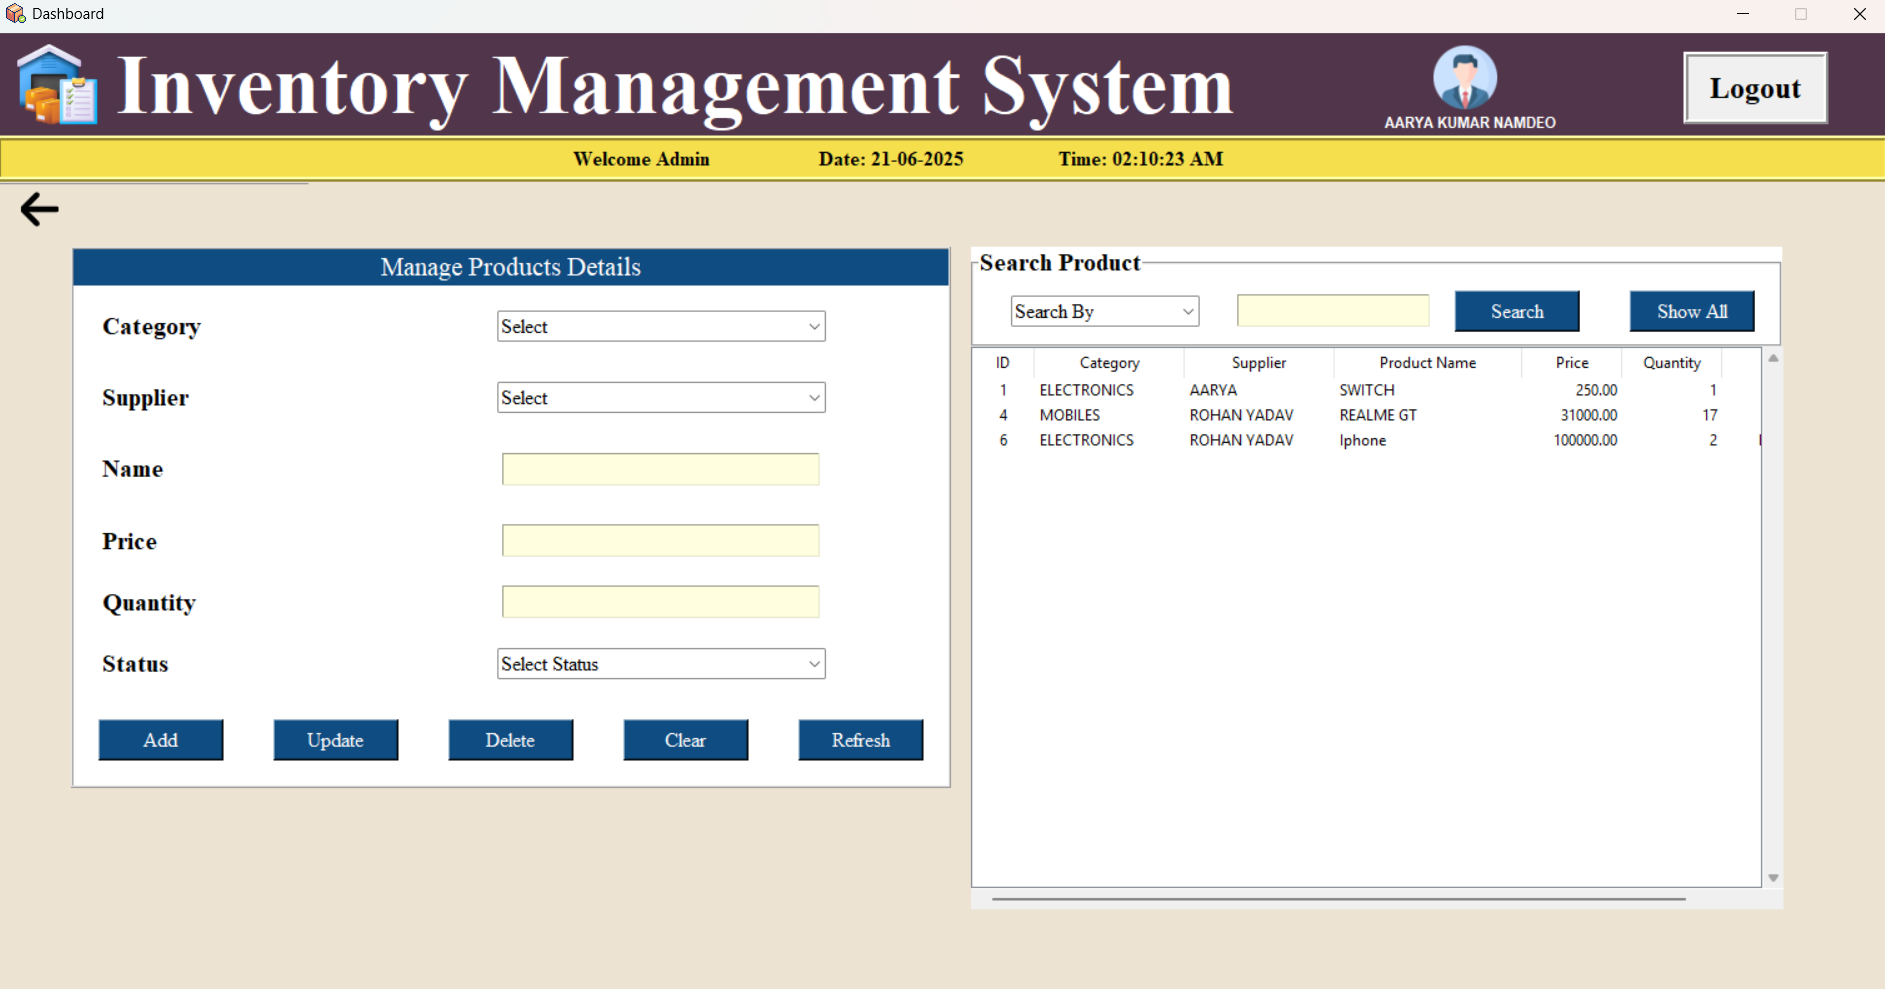 Dashboard
Inventory Management System
AARYA KUMAR NAMDEO
Logout
Welcome Admin Date: 21-06-2025 Time: 02:10:23 AM
Manage Products Details
Category Select
Supplier Select
Name
Price
Quantity
Status Select Status
Add Update Delete Clear Refresh
Search Product
Search By Search Show All
ID Category Supplier Product Name Price Quantity
1 ELECTRONICS AARYA SWITCH 250.00 1
4 MOBILES ROHAN YADAV REALME GT 31000.00 17
6 ELECTRONICS ROHAN YADAV Iphone 100000.00 2